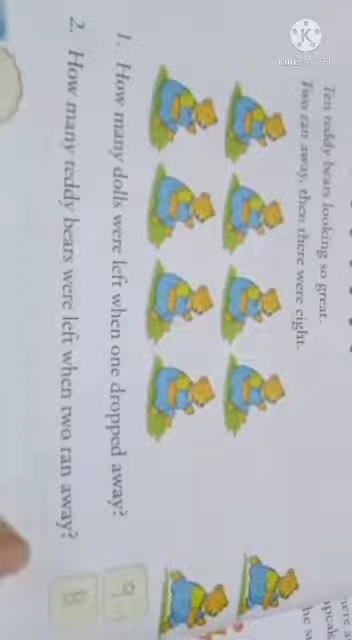 Ten teddy bears looking so great.
Two ran away, then there were eight.
1. How many dolls were left when one dropped away? 9
2. How many teddy bears were left when two ran away? 8